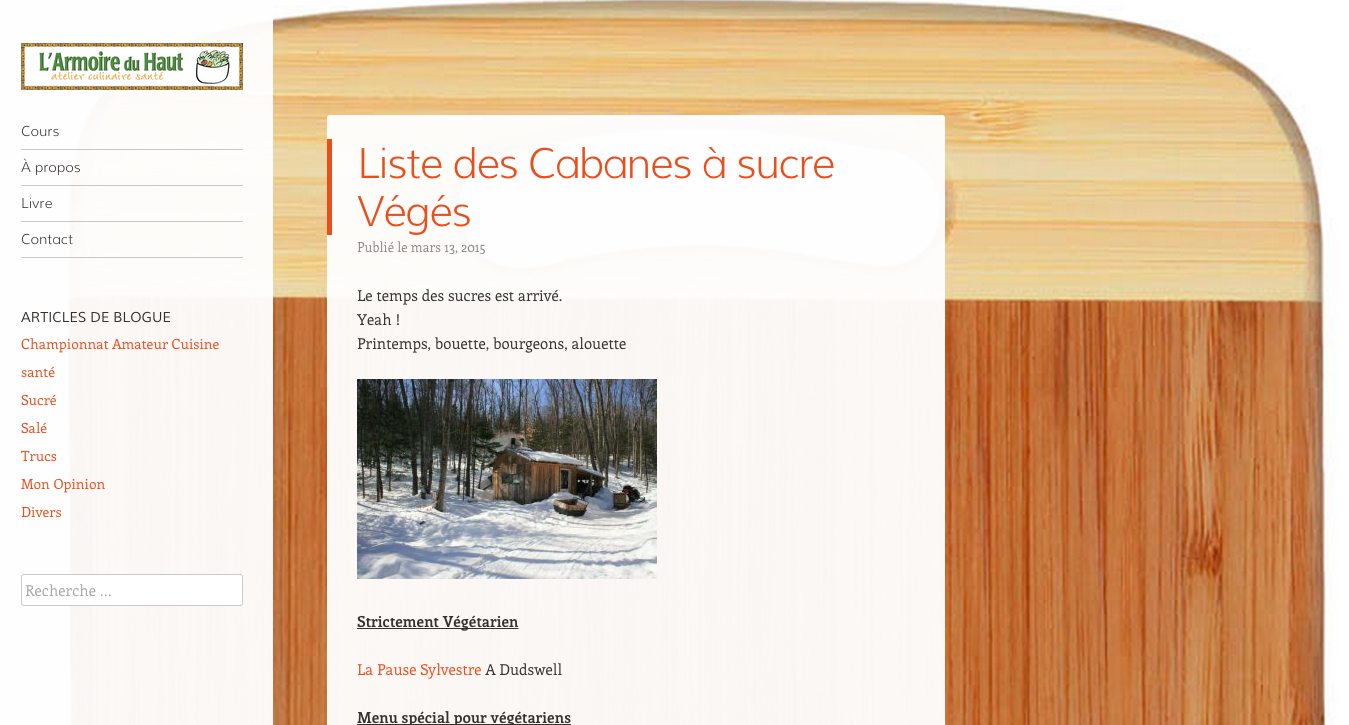 L'Armoire du Haut
atelier culinaire santé
Cours
À propos
Livre
Contact
ARTICLES DE BLOGUE
Championnat Amateur Cuisine
santé
Sucré
Salé
Trucs
Mon Opinion
Divers
Recherche ...
Liste des Cabanes à sucre
Végés
Publié le mars 13, 2015
Le temps des sucres est arrivé.
Yeah !
Printemps, bouette, bourgeons, alouette
Strictement Végétarien
La Pause Sylvestre A Dudswell
Menu spécial pour végétariens